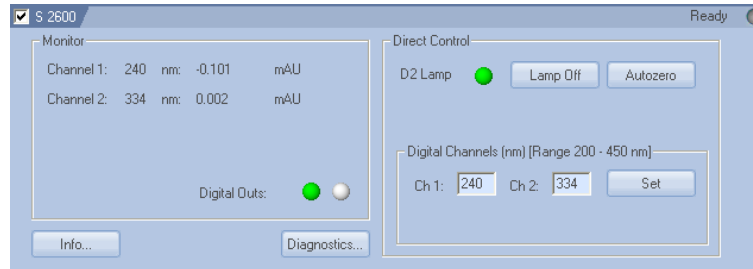 S 2600
Ready
Monitor
Channel 1: 240 nm: -0.101 mAU
Channel 2: 334 nm: 0.002 mAU
Digital Outs:
Info...
Diagnostics...
Direct Control
D2 Lamp
Lamp Off
Autozero
Digital Channels (nm) [Range 200 - 450 nm]
Ch 1: 240 Ch 2: 334 Set